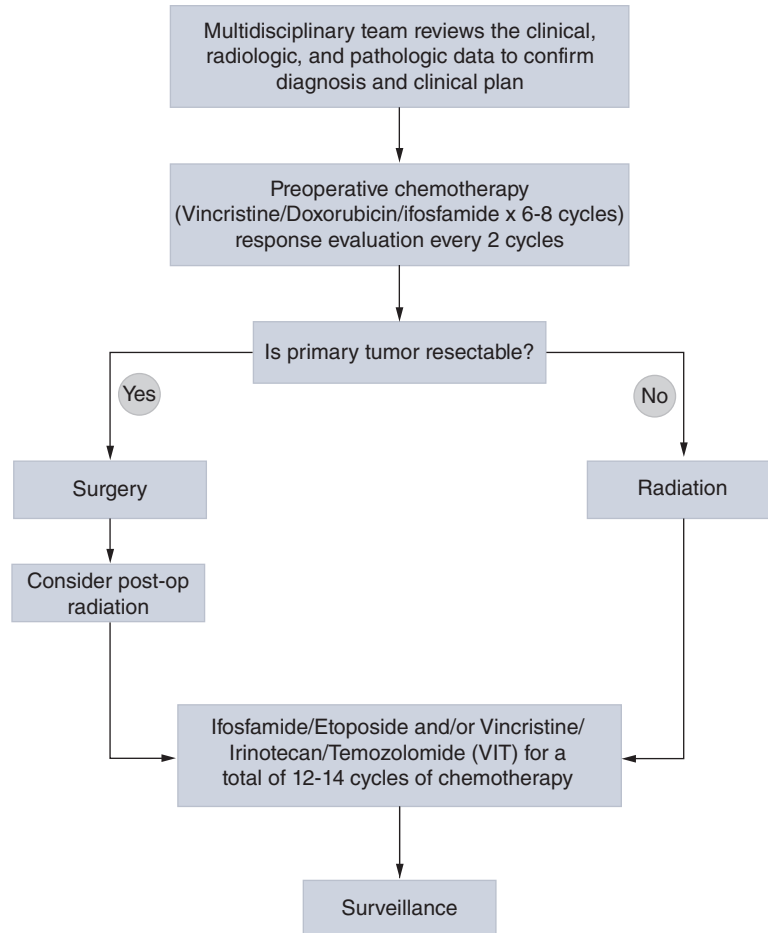 Multidisciplinary team reviews the clinical,
radiologic, and pathologic data to confirm
diagnosis and clinical plan
Preoperative chemotherapy
(Vincristine/Doxorubicin/ifosfamide x 6-8 cycles)
response evaluation every 2 cycles
Is primary tumor resectable?
Yes
No
Surgery
Radiation
Consider post-op
radiation
Ifosfamide/Etoposide and/or Vincristine/
Irinotecan/Temozolomide (VIT) for a
total of 12-14 cycles of chemotherapy
Surveillance